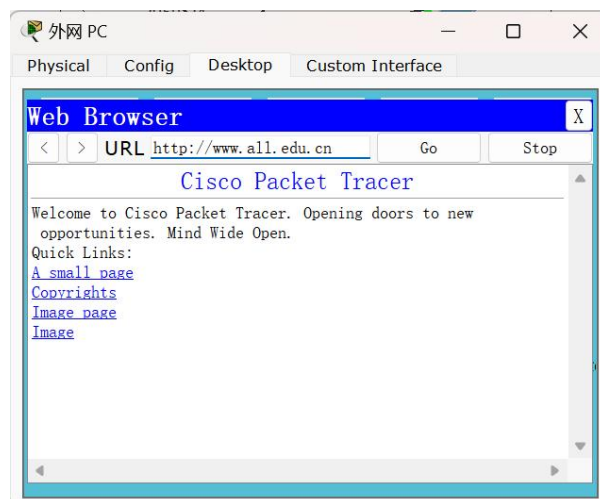 外网 PC
Physical Config Desktop Custom Interface
Web Browser X
< > URL http://www.all.edu.cn Go Stop
Cisco Packet Tracer
Welcome to Cisco Packet Tracer. Opening doors to new
opportunities. Mind Wide Open.
Quick Links:
A small page
Copyrights
Image page
Image